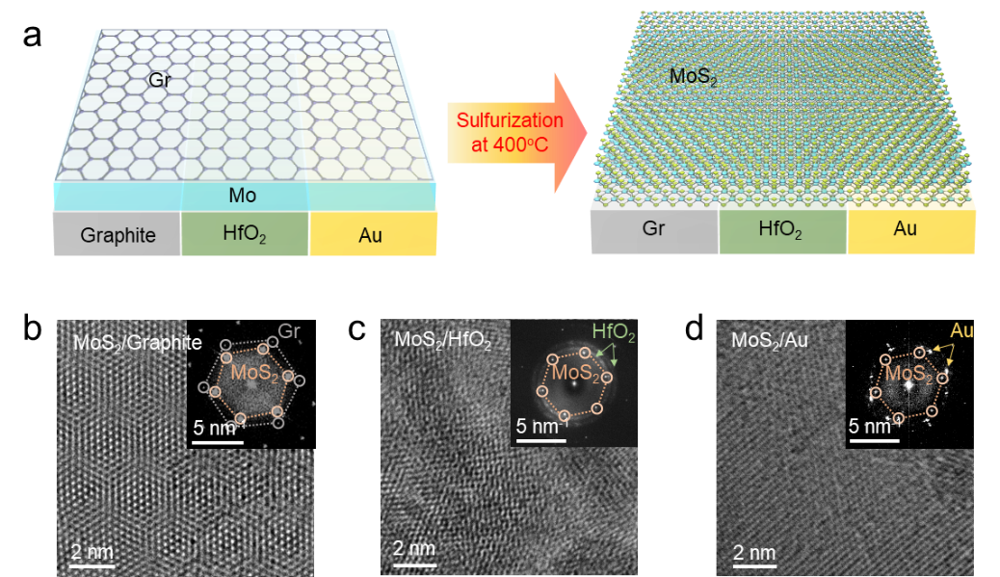 a
Gr
Mo
Graphite
HfO₂
Au
Sulfurization
at 400°C
MoS₂
Gr
HfO₂
Au
b
MoS₂/Graphite
Gr
MoS₂
5 nm⁻¹
2 nm
c
MoS₂/HfO₂
HfO₂
MoS₂
5 nm⁻¹
2 nm
d
MoS₂/Au
Au
MoS₂
5 nm⁻¹
2 nm